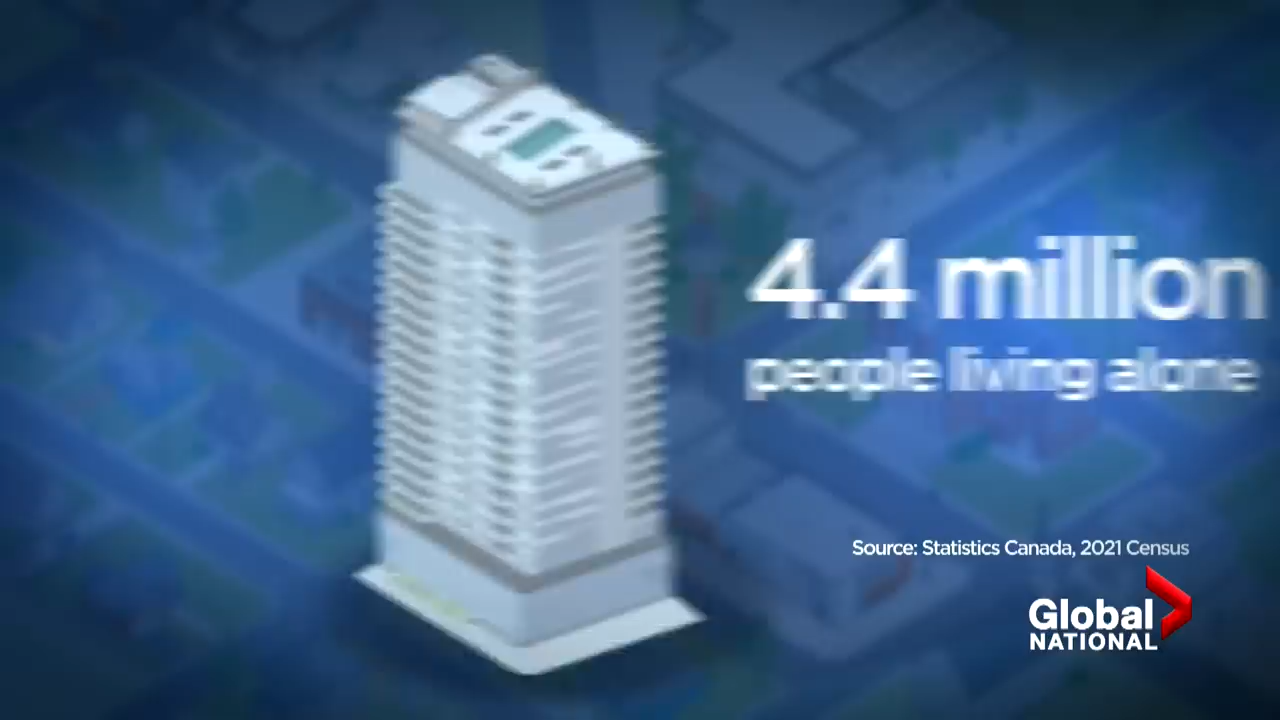 4.4 million
people living alone
Source: Statistics Canada, 2021 Census
Global
NATIONAL